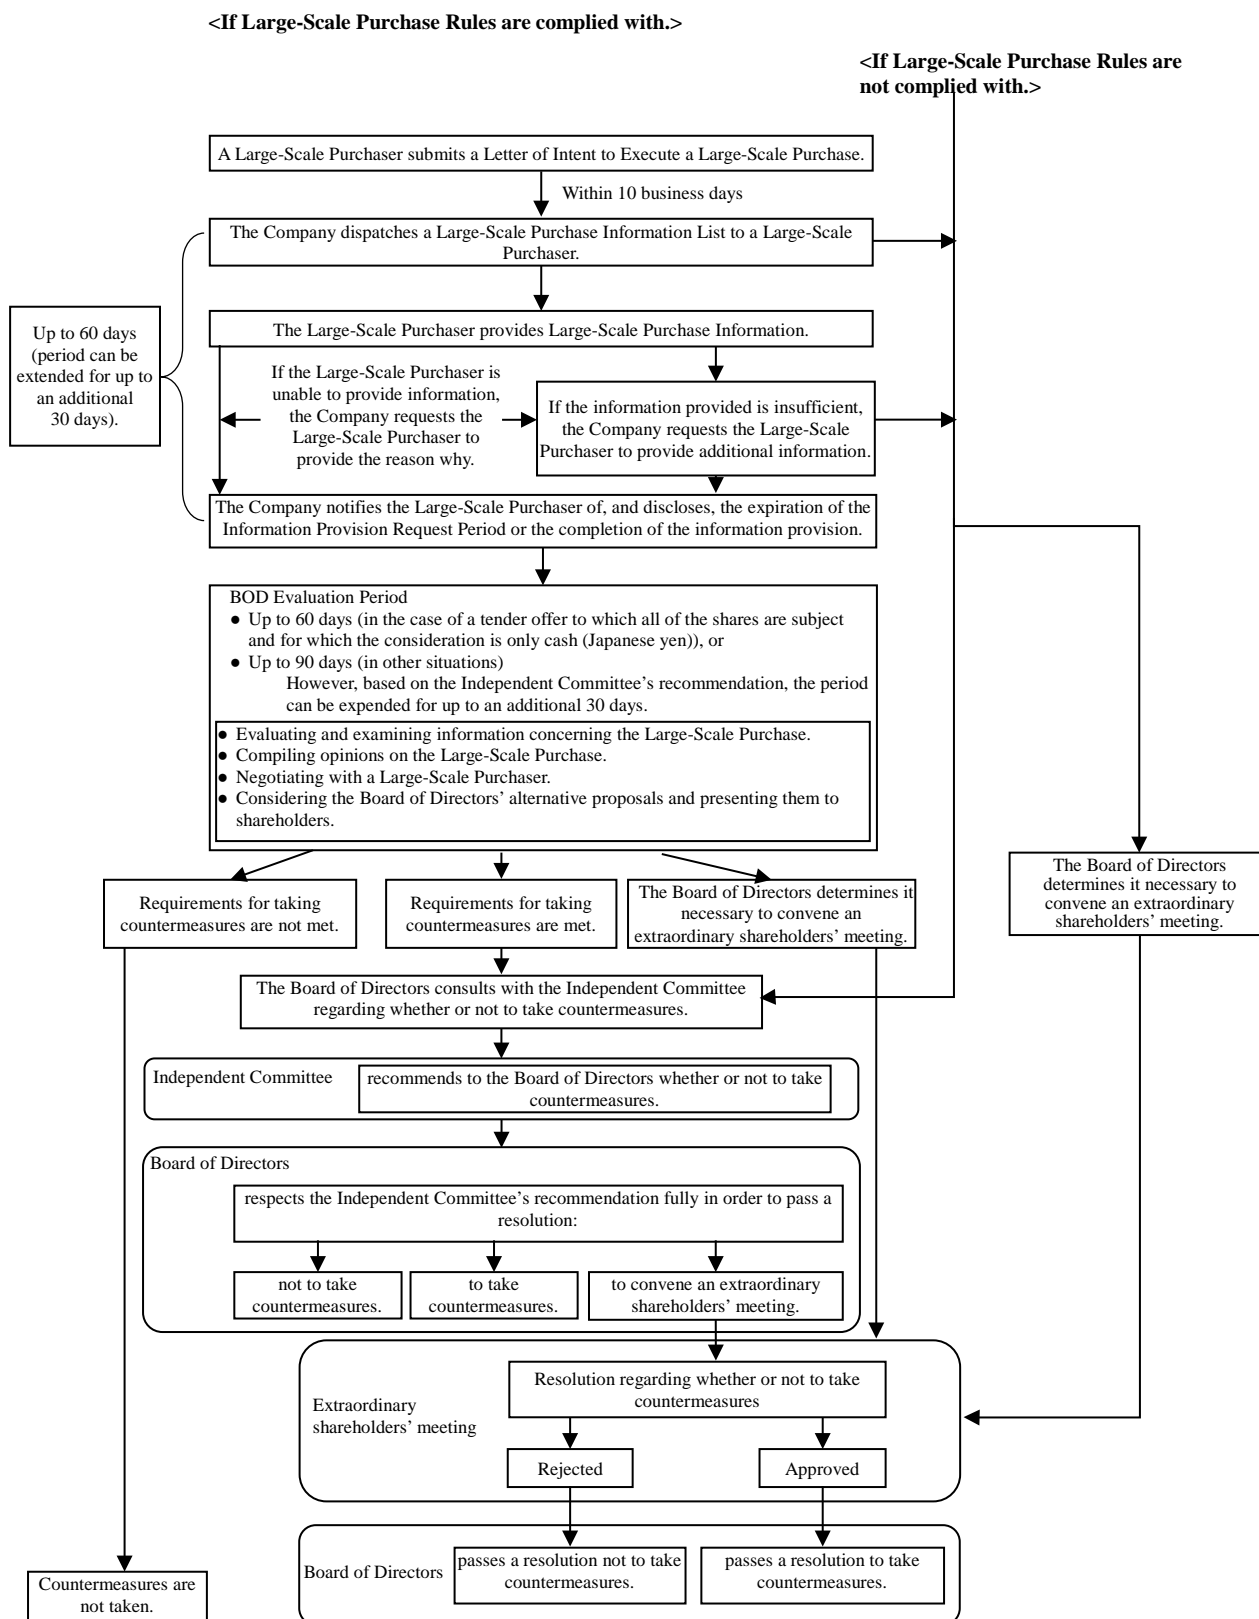 <If Large-Scale Purchase Rules are complied with.>
<If Large-Scale Purchase Rules are
not complied with.>
A Large-Scale Purchaser submits a Letter of Intent to Execute a Large-Scale Purchase.
Within 10 business days
The Company dispatches a Large-Scale Purchase Information List to a Large-Scale
Purchaser.
Up to 60 days
(period can be
extended for up to
an additional
30 days).
The Large-Scale Purchaser provides Large-Scale Purchase Information.
If the Large-Scale Purchaser is
unable to provide information,
the Company requests the
Large-Scale Purchaser to
provide the reason why.
If the information provided is insufficient,
the Company requests the Large-Scale
Purchaser to provide additional information.
The Company notifies the Large-Scale Purchaser of, and discloses, the expiration of the
Information Provision Request Period or the completion of the information provision.
BOD Evaluation Period
● Up to 60 days (in the case of a tender offer to which all of the shares are subject
and for which the consideration is only cash (Japanese yen)), or
● Up to 90 days (in other situations)
However, based on the Independent Committee's recommendation, the period
can be expended for up to an additional 30 days.
● Evaluating and examining information concerning the Large-Scale Purchase.
● Compiling opinions on the Large-Scale Purchase.
● Negotiating with a Large-Scale Purchaser.
● Considering the Board of Directors' alternative proposals and presenting them to
shareholders.
Requirements for taking
countermeasures are not met.
Requirements for taking
countermeasures are met.
The Board of Directors determines it
necessary to convene an
extraordinary shareholders' meeting.
The Board of Directors
determines it necessary to
convene an extraordinary
shareholders' meeting.
The Board of Directors consults with the Independent Committee
regarding whether or not to take countermeasures.
Independent Committee
recommends to the Board of Directors whether or not to take
countermeasures.
Board of Directors
respects the Independent Committee's recommendation fully in order to pass a
resolution:
not to take
countermeasures.
to take
countermeasures.
to convene an extraordinary
shareholders' meeting.
Extraordinary
shareholders' meeting
Resolution regarding whether or not to take
countermeasures
Rejected
Approved
Board of Directors
passes a resolution not to take
countermeasures.
passes a resolution to take
countermeasures.
Countermeasures are
not taken.